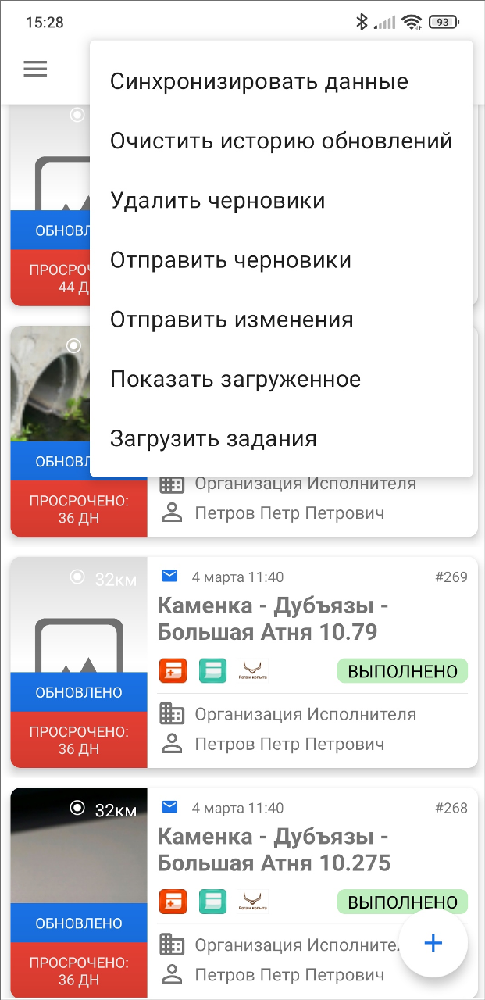 15:28
93
Синхронизировать данные
Очистить историю обновлений
Удалить черновики
Отправить черновики
Отправить изменения
Показать загруженное
Загрузить задания
ОБНОВЛ
ПРОСРОЧ
44 Д
ОБНОВЛ
ПРОСРОЧЕНО:
36 ДН
Организация Исполнителя
Петров Петр Петрович
32км
4 марта 11:40
#269
Каменка - Дубъязы -
Большая Атня 10.79
Рога и копыта
ВЫПОЛНЕНО
ОБНОВЛЕНО
ПРОСРОЧЕНО:
36 ДН
Организация Исполнителя
Петров Петр Петрович
32км
4 марта 11:40
#268
Каменка - Дубъязы -
Большая Атня 10.275
Рога и копыта
ВЫПОЛНЕНО
ОБНОВЛЕНО
ПРОСРОЧЕНО:
36 ДН
Организация Исполните
Петров Петр Петрович